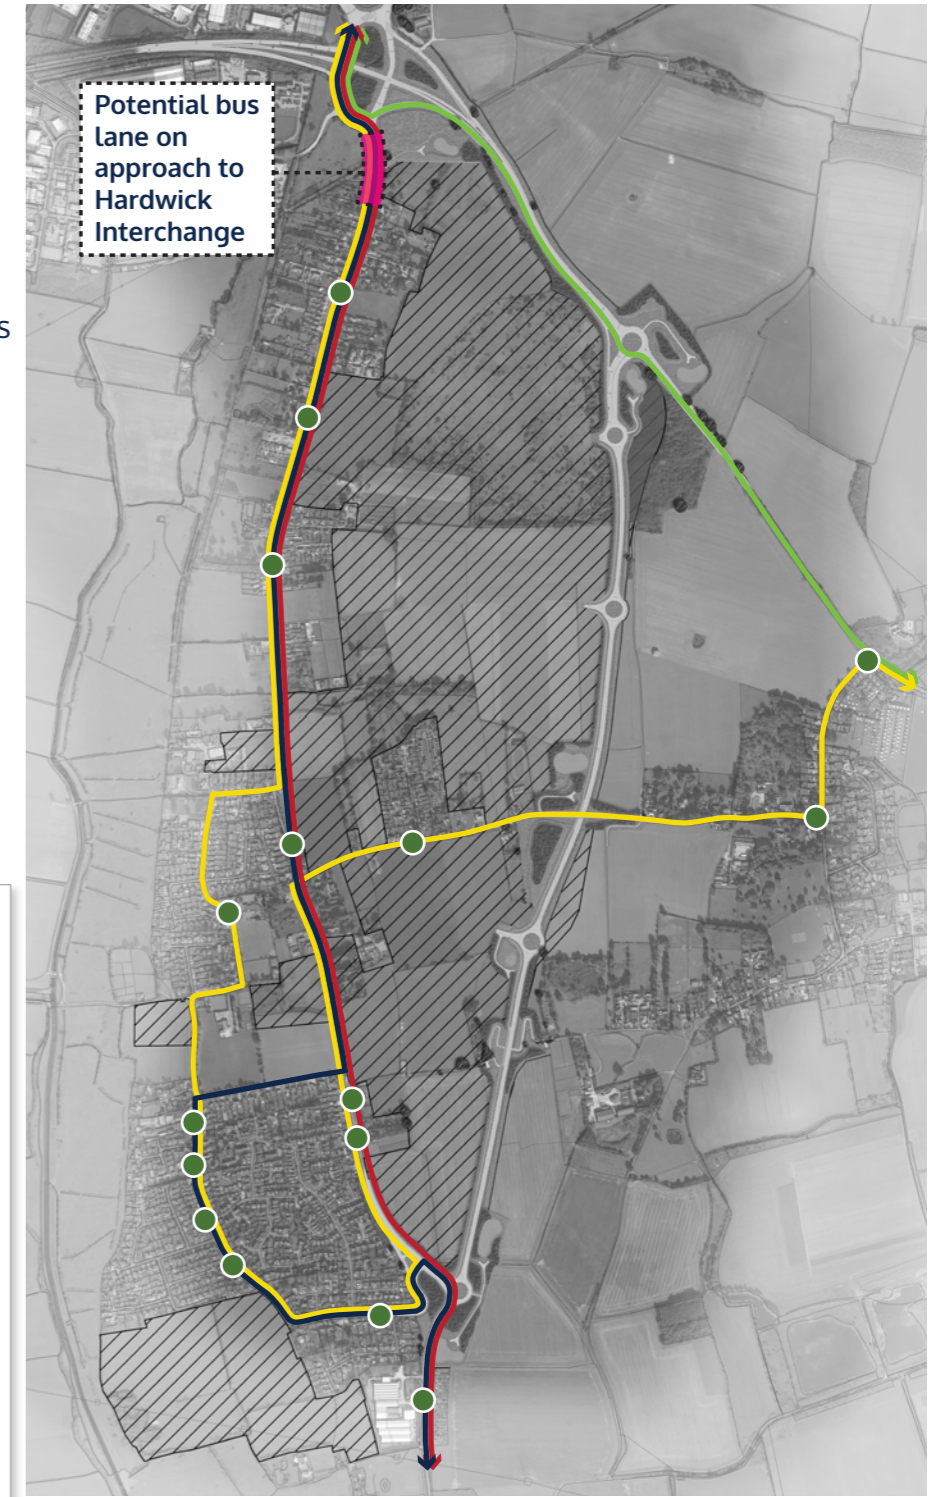 Potential bus
lane on
approach to
Hardwick
Interchange
s